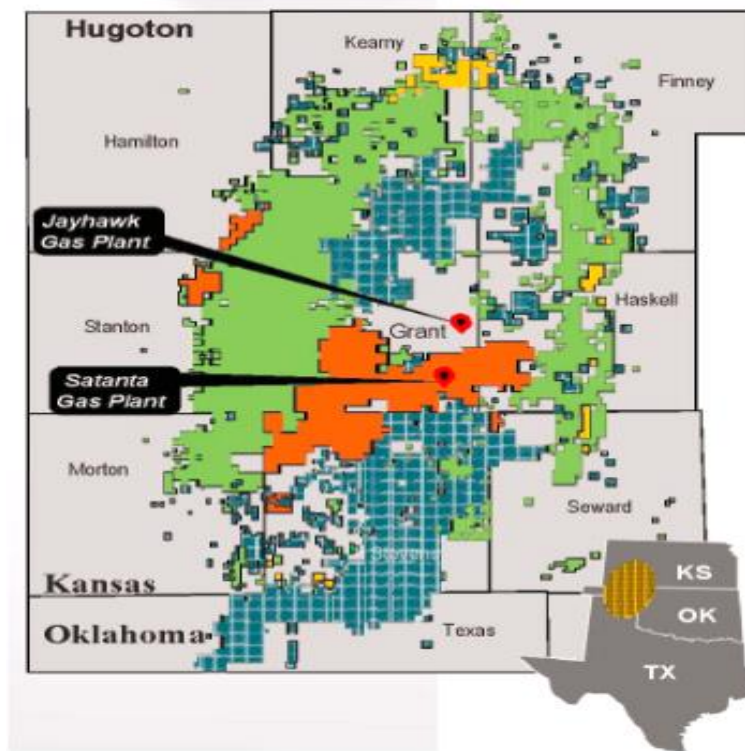 Hugoton
Kearny
Finney
Hamilton
Jayhawk
Gas Plant
Haskell
Stanton
Grant
Satanta
Gas Plant
Morton
Seward
Stevens
Kansas
Oklahoma
Texas
KS
OK
TX